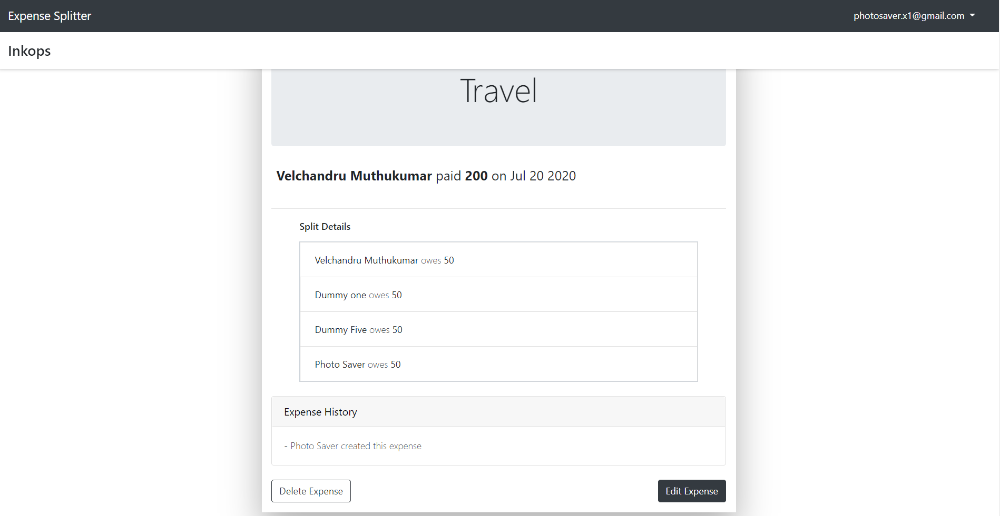 Expense Splitter
photosaver.x1@gmail.com
Inkops
Travel
Velchandru Muthukumar paid 200 on Jul 20 2020
Split Details
Velchandru Muthukumar owes 50
Dummy one owes 50
Dummy Five owes 50
Photo Saver owes 50
Expense History
- Photo Saver created this expense
Delete Expense
Edit Expense